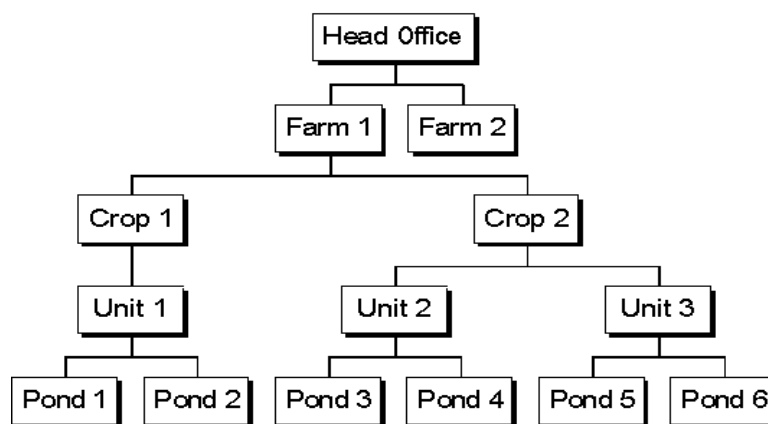 Head Office
Farm 1
Farm 2
Crop 1
Crop 2
Unit 1
Unit 2
Unit 3
Pond 1
Pond 2
Pond 3
Pond 4
Pond 5
Pond 6